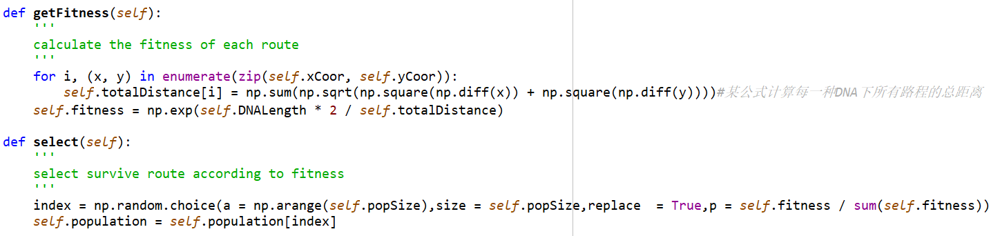 def getFitness(self):
    '''
    calculate the fitness of each route
    '''
    for i, (x, y) in enumerate(zip(self.xCoor, self.yCoor)):
        self.totalDistance[i] = np.sum(np.sqrt(np.square(np.diff(x)) + np.square(np.diff(y))))#某公式计算每一种DNA下所有路程的总距离
    self.fitness = np.exp(self.DNALength * 2 / self.totalDistance)

def select(self):
    '''
    select survive route according to fitness
    '''
    index = np.random.choice(a = np.arange(self.popSize),size = self.popSize,replace  = True,p = self.fitness / sum(self.fitness))
    self.population = self.population[index]